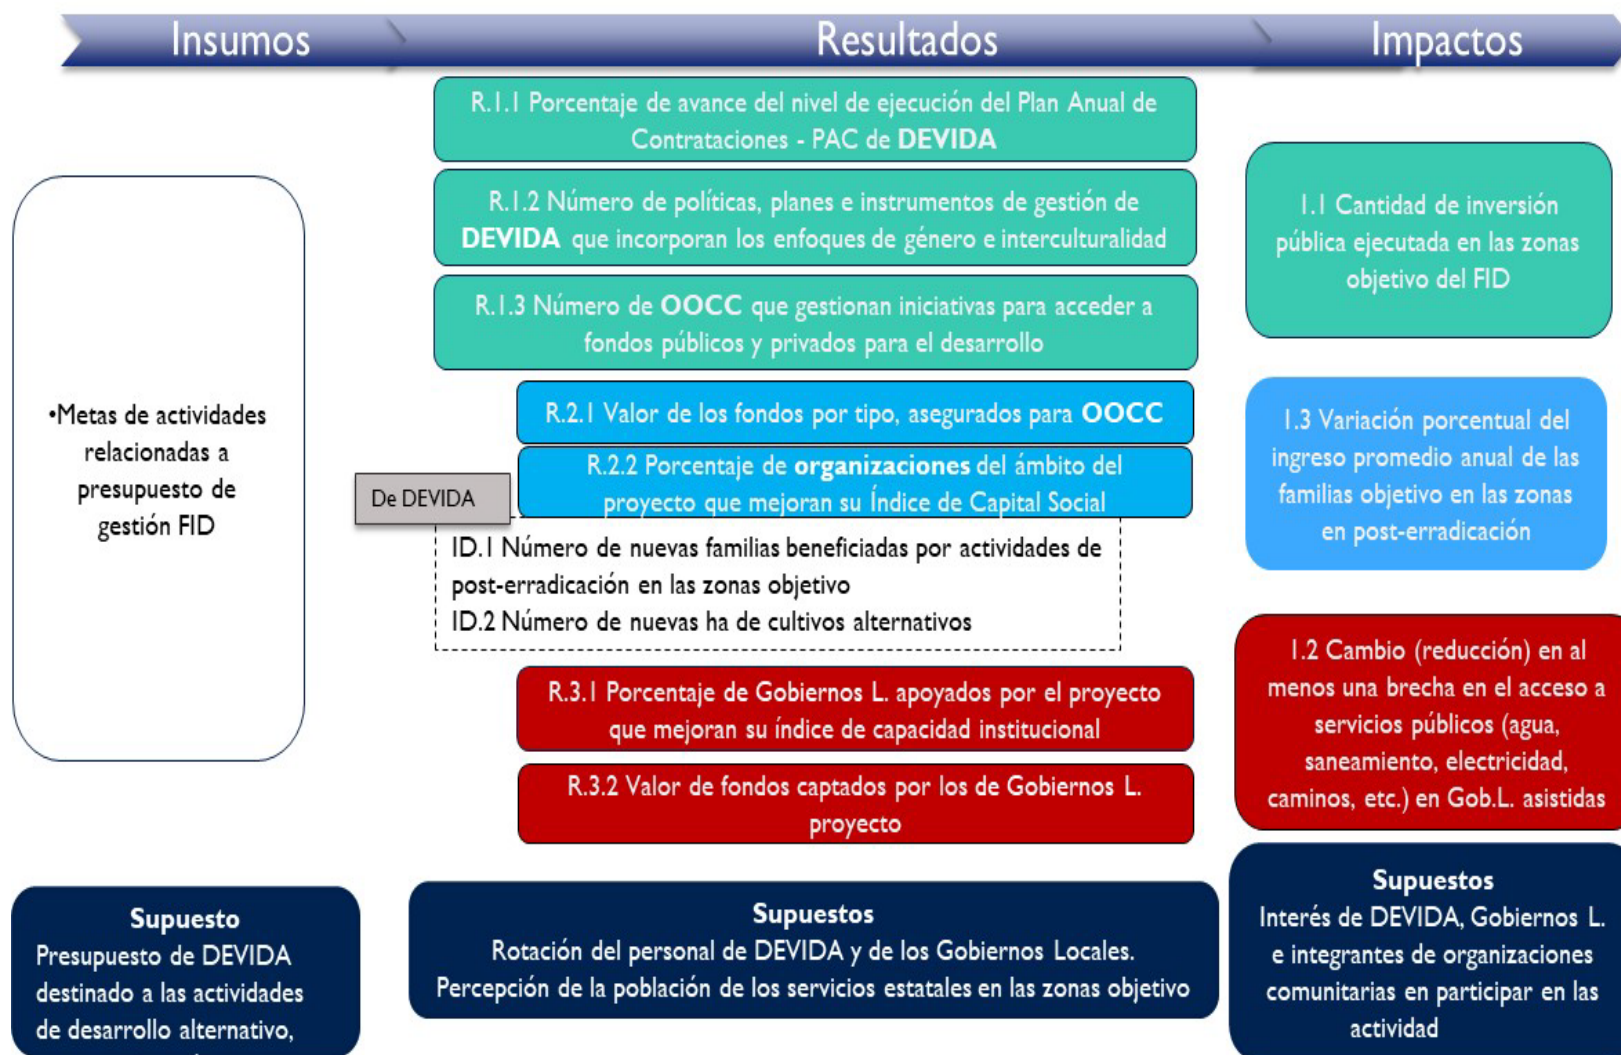 Insumos
Resultados
Impactos
•Metas de actividades
relacionadas a
presupuesto de
gestión FID
R.1.1 Porcentaje de avance del nivel de ejecución del Plan Anual de
Contrataciones - PAC de DEVIDA
R.1.2 Número de políticas, planes e instrumentos de gestión de
DEVIDA que incorporan los enfoques de género e interculturalidad
R.1.3 Número de OOCC que gestionan iniciativas para acceder a
fondos públicos y privados para el desarrollo
R.2.1 Valor de los fondos por tipo, asegurados para OOCC
R.2.2 Porcentaje de organizaciones del ámbito del
proyecto que mejoran su Índice de Capital Social
De DEVIDA
ID.1 Número de nuevas familias beneficiadas por actividades de
post-erradicación en las zonas objetivo
ID.2 Número de nuevas ha de cultivos alternativos
R.3.1 Porcentaje de Gobiernos L. apoyados por el proyecto
que mejoran su índice de capacidad institucional
R.3.2 Valor de fondos captados por los de Gobiernos L.
proyecto
1.1 Cantidad de inversión
pública ejecutada en las zonas
objetivo del FID
1.3 Variación porcentual del
ingreso promedio anual de las
familias objetivo en las zonas
en post-erradicación
1.2 Cambio (reducción) en al
menos una brecha en el acceso a
servicios públicos (agua,
saneamiento, electricidad,
caminos, etc.) en Gob.L. asistidas
Supuesto
Presupuesto de DEVIDA
destinado a las actividades
de desarrollo alternativo,
Supuestos
Rotación del personal de DEVIDA y de los Gobiernos Locales.
Percepción de la población de los servicios estatales en las zonas objetivo
Supuestos
Interés de DEVIDA, Gobiernos L.
e integrantes de organizaciones
comunitarias en participar en las
actividad